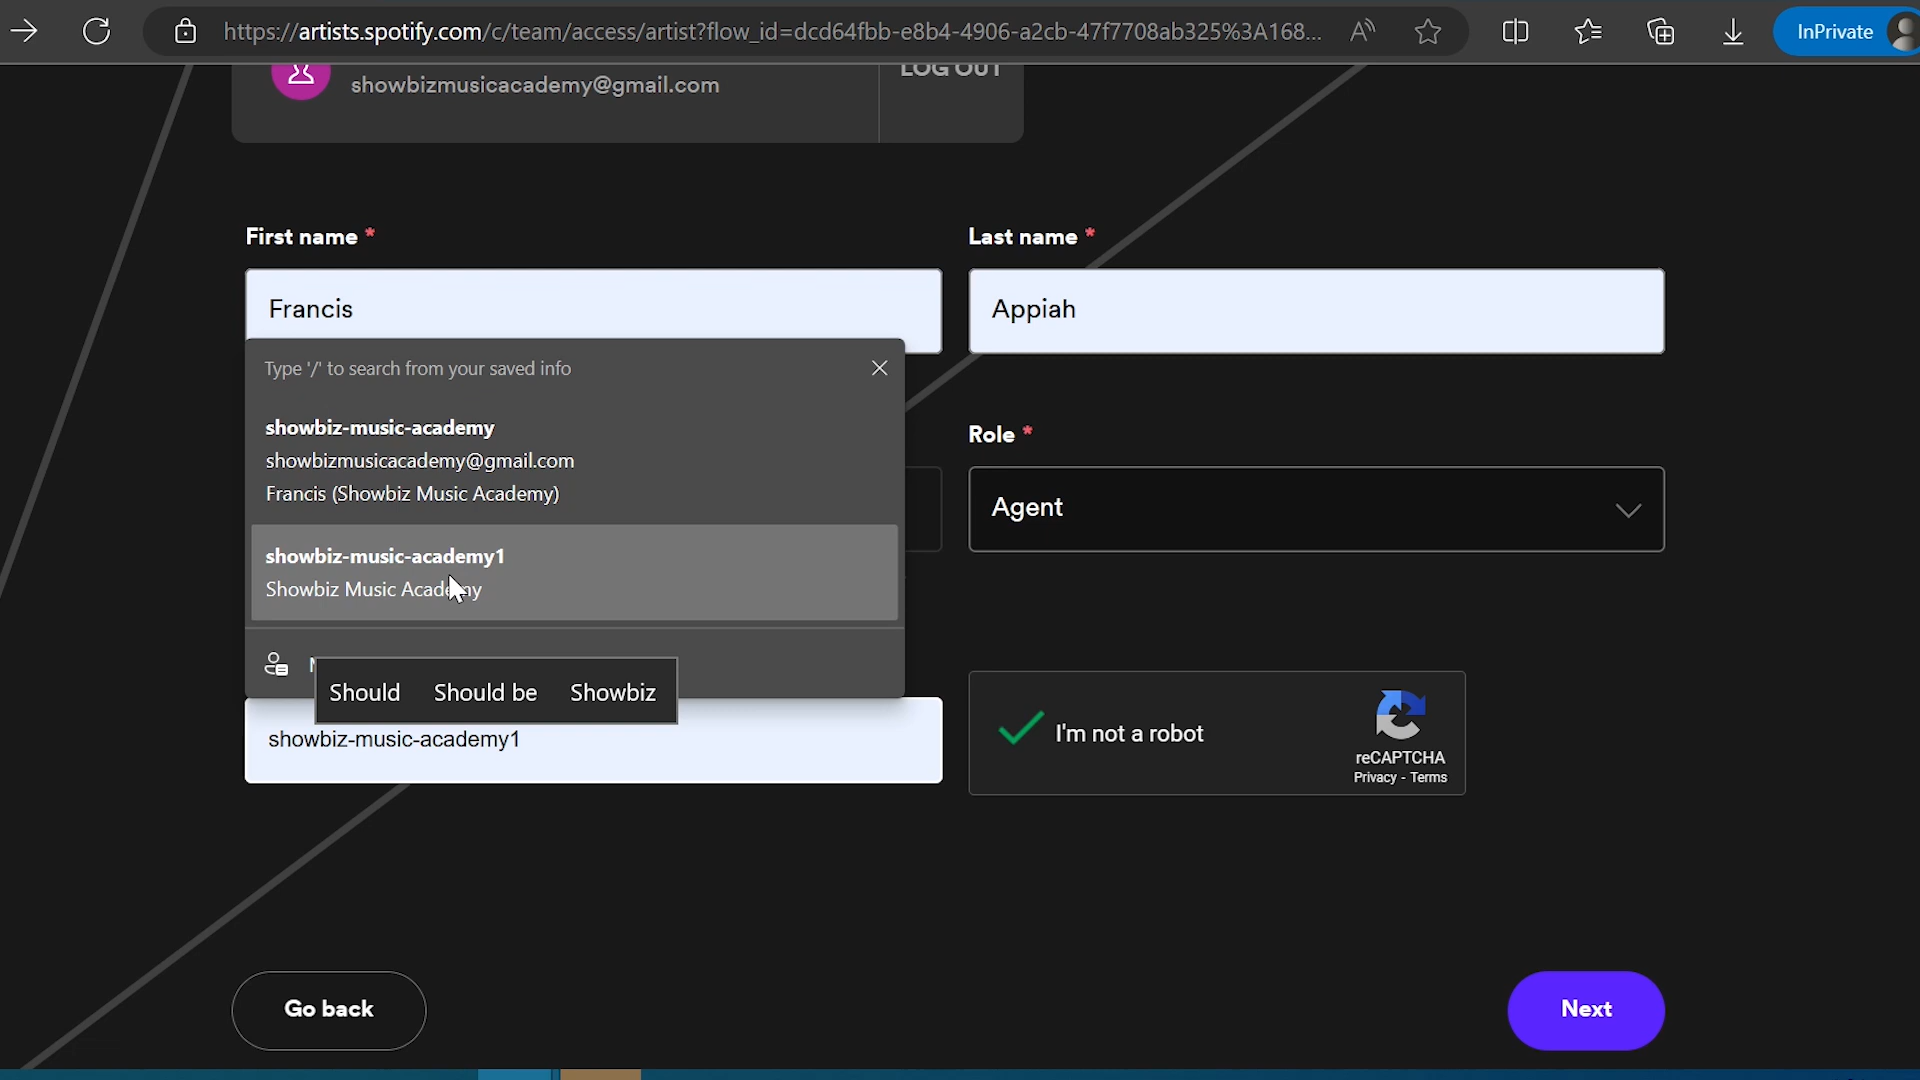 https://artists.spotify.com/c/team/access/artist?flow_id=dcd64fbb-e8b4-4906-a2cb-47f7708ab325%3A168...
InPrivate
showbizmusicacademy@gmail.com
LOG OUT
First name *
Last name *
Francis
Appiah
Type '/' to search from your saved info
showbiz-music-academy
showbizmusicacademy@gmail.com
Francis (Showbiz Music Academy)
Role *
Agent
showbiz-music-academy1
Showbiz Music Academy
Should Should be Showbiz
showbiz-music-academy1
I'm not a robot
reCAPTCHA
Privacy - Terms
Go back
Next